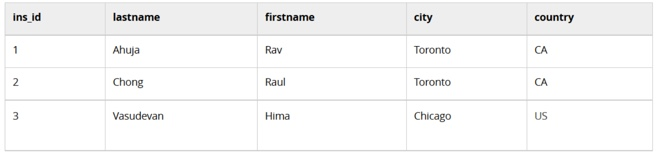 ins_id lastname firstname city country
1 Ahuja Rav Toronto CA
2 Chong Raul Toronto CA
3 Vasudevan Hima Chicago US